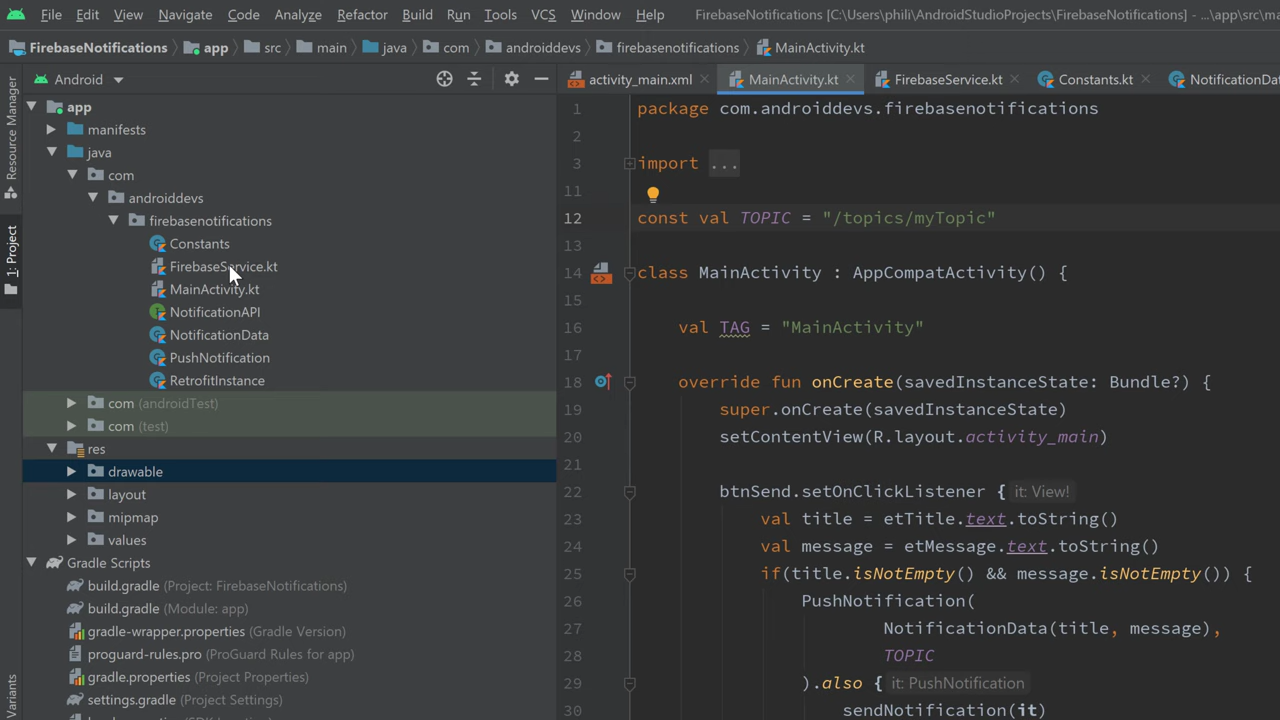 File Edit View Navigate Code Analyze Refactor Build Run Tools VCS Window Help FirebaseNotifications [C:\Users\phili\AndroidStudioProjects\FirebaseNotifications] - ...\app\src\ma
FirebaseNotifications app src main java com androiddevs firebasenotifications MainActivity.kt
Android
activity_main.xml MainActivity.kt FirebaseService.kt Constants.kt NotificationDat
Resource Manager
1: Project
Variants
app
manifests
java
com
androiddevs
firebasenotifications
Constants
FirebaseService.kt
MainActivity.kt
NotificationAPI
NotificationData
PushNotification
RetrofitInstance
com (androidTest)
com (test)
res
drawable
layout
mipmap
values
Gradle Scripts
build.gradle (Project: FirebaseNotifications)
build.gradle (Module: app)
gradle-wrapper.properties (Gradle Version)
proguard-rules.pro (ProGuard Rules for app)
gradle.properties (Project Properties)
settings.gradle (Project Settings)
1 package com.androiddevs.firebasenotifications
2
3 import ...
11
12 const val TOPIC = "/topics/myTopic"
13
14 class MainActivity : AppCompatActivity() {
15
16 val TAG = "MainActivity"
17
18 override fun onCreate(savedInstanceState: Bundle?) {
19 super.onCreate(savedInstanceState)
20 setContentView(R.layout.activity_main)
21
22 btnSend.setOnClickListener { it: View!
23 val title = etTitle.text.toString()
24 val message = etMessage.text.toString()
25 if(title.isNotEmpty() && message.isNotEmpty()) {
26 PushNotification(
27 NotificationData(title, message),
28 TOPIC
29 ).also { it: PushNotification
30 sendNotification(it)